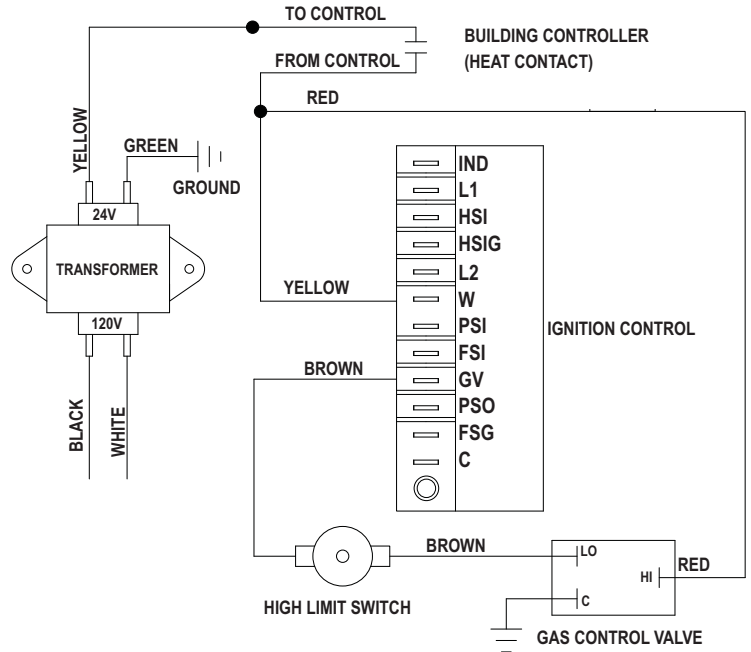 TO CONTROL
BUILDING CONTROLLER
(HEAT CONTACT)
FROM CONTROL
RED
YELLOW
GREEN
GROUND
24V
TRANSFORMER
120V
BLACK
WHITE
YELLOW
BROWN
IND
L1
HSI
HSIG
L2
W
PSI
FSI
GV
PSO
FSG
C
IGNITION CONTROL
BROWN
HIGH LIMIT SWITCH
LO
HI
C
RED
GAS CONTROL VALVE